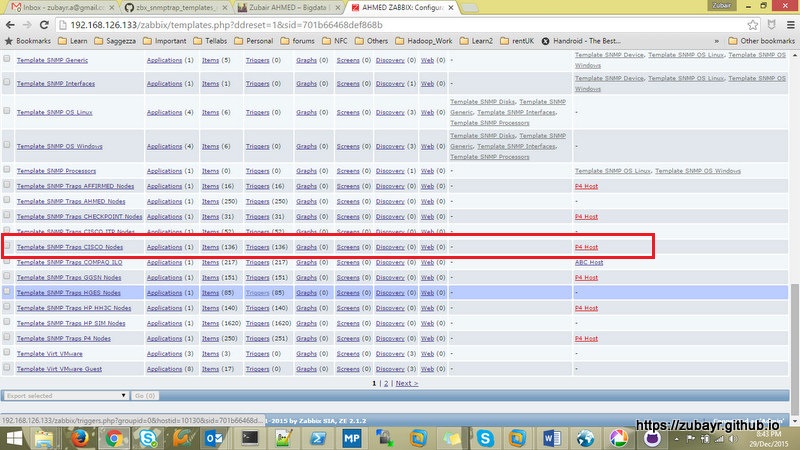 Inbox - zubayr.a@gmail.co
zbx_snmptrap_templates_
Zubair AHMED – Bigdata |
AHMED ZABBIX: Configura
Zubair
192.168.126.133/zabbix/templates.php?ddreset=1&sid=701b66468def868b
Bookmarks Learn Saggezza Important Tellabs Personal forums NFC Others Hadoop_Work Learn2 rentUK Handroid - The Best... » Other bookmarks
Template SNMP Generic Applications (1) Items (5) Triggers (0) Graphs (0) Screens (0) Discovery (0) Web (0) - Template SNMP Device, Template SNMP OS Linux, Template SNMP OS Windows
Template SNMP Interfaces Applications (1) Items (1) Triggers (0) Graphs (0) Screens (0) Discovery (1) Web (0) - Template SNMP Device, Template SNMP OS Linux, Template SNMP OS Windows
Template SNMP OS Linux Applications (4) Items (6) Triggers (0) Graphs (0) Screens (0) Discovery (3) Web (0) Template SNMP Disks, Template SNMP Generic, Template SNMP Interfaces, Template SNMP Processors -
Template SNMP OS Windows Applications (4) Items (6) Triggers (0) Graphs (0) Screens (0) Discovery (3) Web (0) Template SNMP Disks, Template SNMP Generic, Template SNMP Interfaces, Template SNMP Processors -
Template SNMP Processors Applications (1) Items (0) Triggers (0) Graphs (0) Screens (0) Discovery (1) Web (0) - Template SNMP OS Linux, Template SNMP OS Windows
Template SNMP Traps AFFIRMED Nodes Applications (1) Items (16) Triggers (16) Graphs (0) Screens (0) Discovery (0) Web (0) - P4 Host
Template SNMP Traps AHMED Nodes Applications (1) Items (250) Triggers (250) Graphs (0) Screens (0) Discovery (0) Web (0) - -
Template SNMP Traps CHECKPOINT Nodes Applications (1) Items (31) Triggers (31) Graphs (0) Screens (0) Discovery (0) Web (0) - P4 Host
Template SNMP Traps CISCO ITP Nodes Applications (1) Items (52) Triggers (52) Graphs (0) Screens (0) Discovery (0) Web (0) - -
Template SNMP Traps CISCO Nodes Applications (1) Items (136) Triggers (136) Graphs (0) Screens (0) Discovery (0) Web (0) - P4 Host
Template SNMP Traps COMPAQ ILO Applications (1) Items (217) Triggers (217) Graphs (0) Screens (0) Discovery (0) Web (0) - ABC Host
Template SNMP Traps GGSN Nodes Applications (1) Items (151) Triggers (151) Graphs (0) Screens (0) Discovery (0) Web (0) - P4 Host
Template SNMP Traps HGES Nodes Applications (1) Items (85) Triggers (85) Graphs (0) Screens (0) Discovery (0) Web (0) - -
Template SNMP Traps HP HH3C Nodes Applications (1) Items (140) Triggers (140) Graphs (0) Screens (0) Discovery (0) Web (0) - P4 Host
Template SNMP Traps HP SIM Nodes Applications (1) Items (1620) Triggers (1620) Graphs (0) Screens (0) Discovery (0) Web (0) - -
Template SNMP Traps P4 Nodes Applications (1) Items (250) Triggers (251) Graphs (0) Screens (0) Discovery (0) Web (0) - P4 Host
Template Virt VMware Applications (3) Items (3) Triggers (0) Graphs (0) Screens (0) Discovery (3) Web (0) - -
Template Virt VMware Guest Applications (8) Items (17) Triggers (0) Graphs (0) Screens (0) Discovery (3) Web (0) - -
1 | 2 | Next >
Export selected Go (0)
192.168.126.133/zabbix/triggers.php?groupid=0&hostid=10130&sid=701b66468d...
1-2015 by Zabbix SIA, ZE 2.1.2
https://zubayr.github.io
MP
8:43 PM
29/Dec/2015